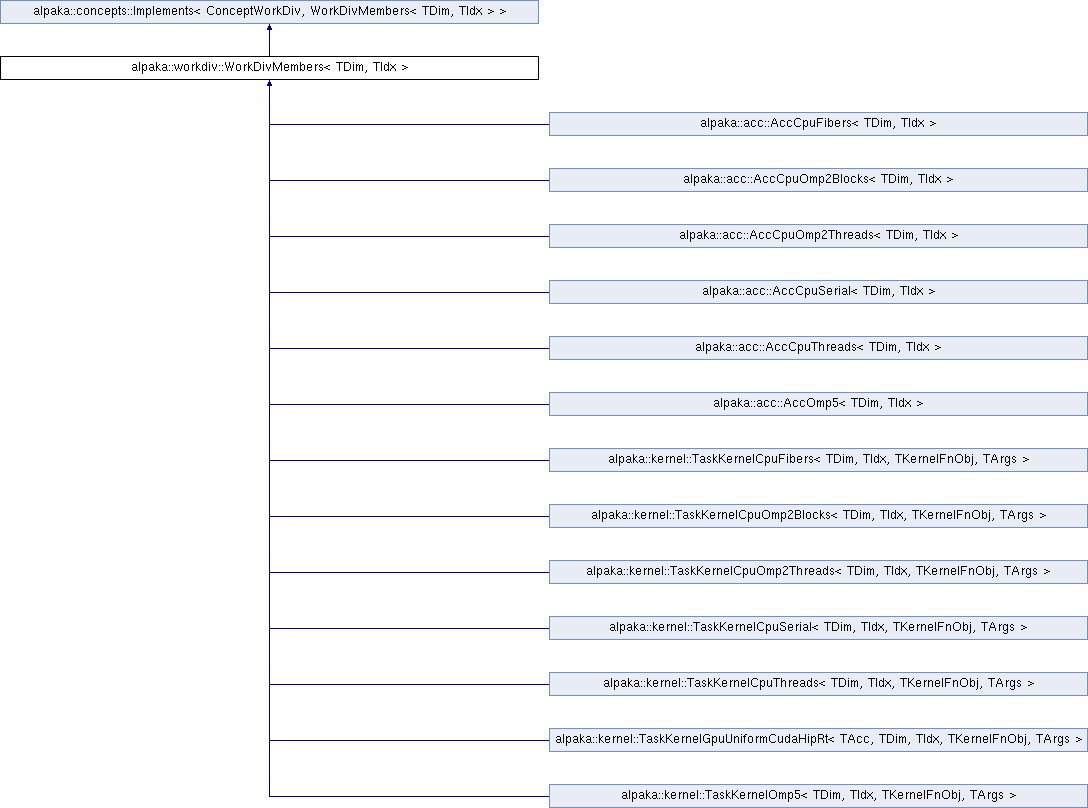 alpaka::concepts::Implements< ConceptWorkDiv, WorkDivMembers< TDim, TIdx > >
alpaka::workdiv::WorkDivMembers< TDim, TIdx >
alpaka::acc::AccCpuFibers< TDim, TIdx >
alpaka::acc::AccCpuOmp2Blocks< TDim, TIdx >
alpaka::acc::AccCpuOmp2Threads< TDim, TIdx >
alpaka::acc::AccCpuSerial< TDim, TIdx >
alpaka::acc::AccCpuThreads< TDim, TIdx >
alpaka::acc::AccOmp5< TDim, TIdx >
alpaka::kernel::TaskKernelCpuFibers< TDim, TIdx, TKernelFnObj, TArgs >
alpaka::kernel::TaskKernelCpuOmp2Blocks< TDim, TIdx, TKernelFnObj, TArgs >
alpaka::kernel::TaskKernelCpuOmp2Threads< TDim, TIdx, TKernelFnObj, TArgs >
alpaka::kernel::TaskKernelCpuSerial< TDim, TIdx, TKernelFnObj, TArgs >
alpaka::kernel::TaskKernelCpuThreads< TDim, TIdx, TKernelFnObj, TArgs >
alpaka::kernel::TaskKernelGpuUniformCudaHipRt< TAcc, TDim, TIdx, TKernelFnObj, TArgs >
alpaka::kernel::TaskKernelOmp5< TDim, TIdx, TKernelFnObj, TArgs >